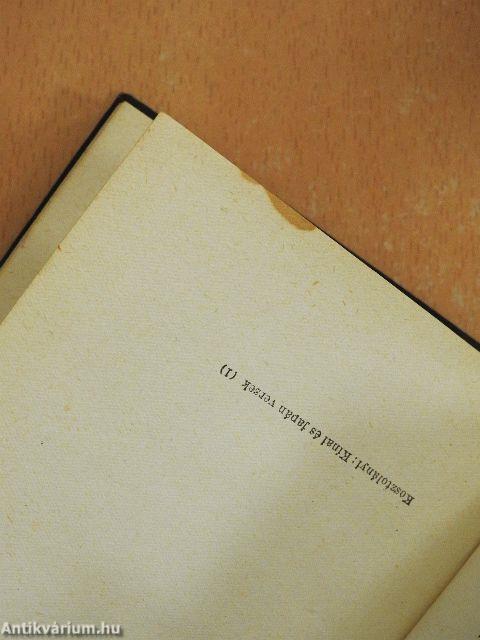 Kosztolányi: Kínai és japán versek (1)
Antikvárium.hu